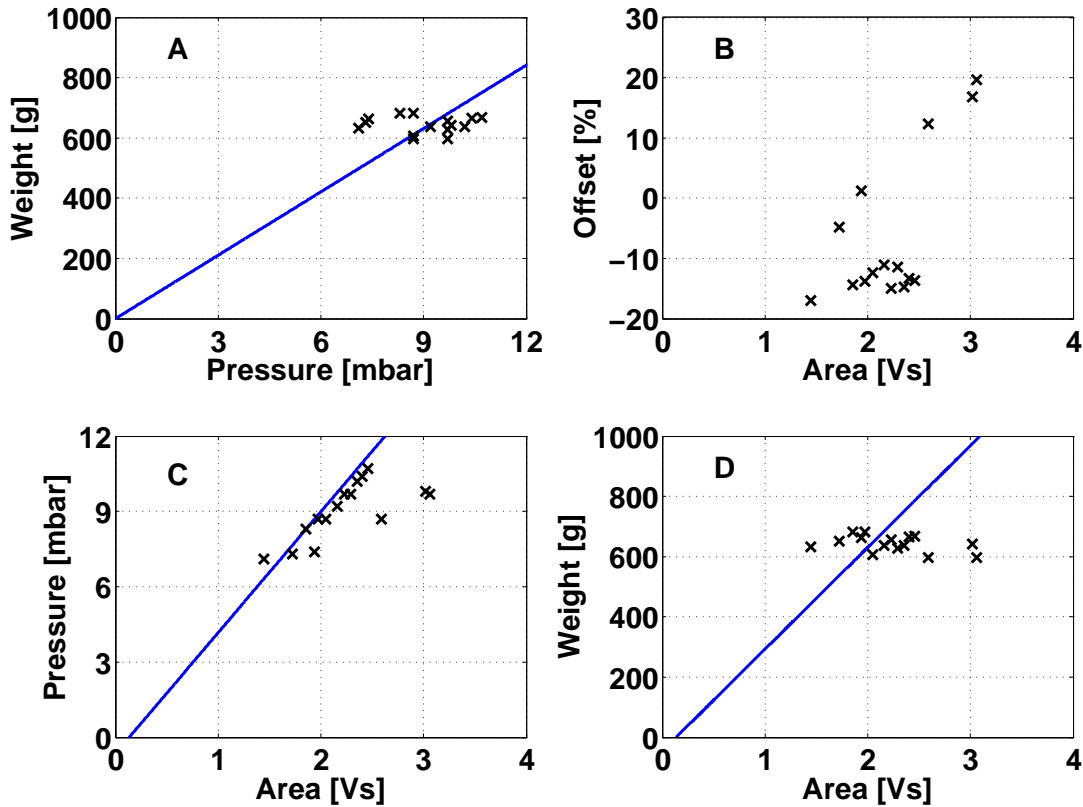 1000
800
600
400
200
0
Weight [g]
A
0 3 6 9 12
Pressure [mbar]
30
20
10
0
−10
−20
Offset [%]
B
0 1 2 3 4
Area [Vs]
12
9
6
3
0
Pressure [mbar]
C
0 1 2 3 4
Area [Vs]
1000
800
600
400
200
0
Weight [g]
D
0 1 2 3 4
Area [Vs]